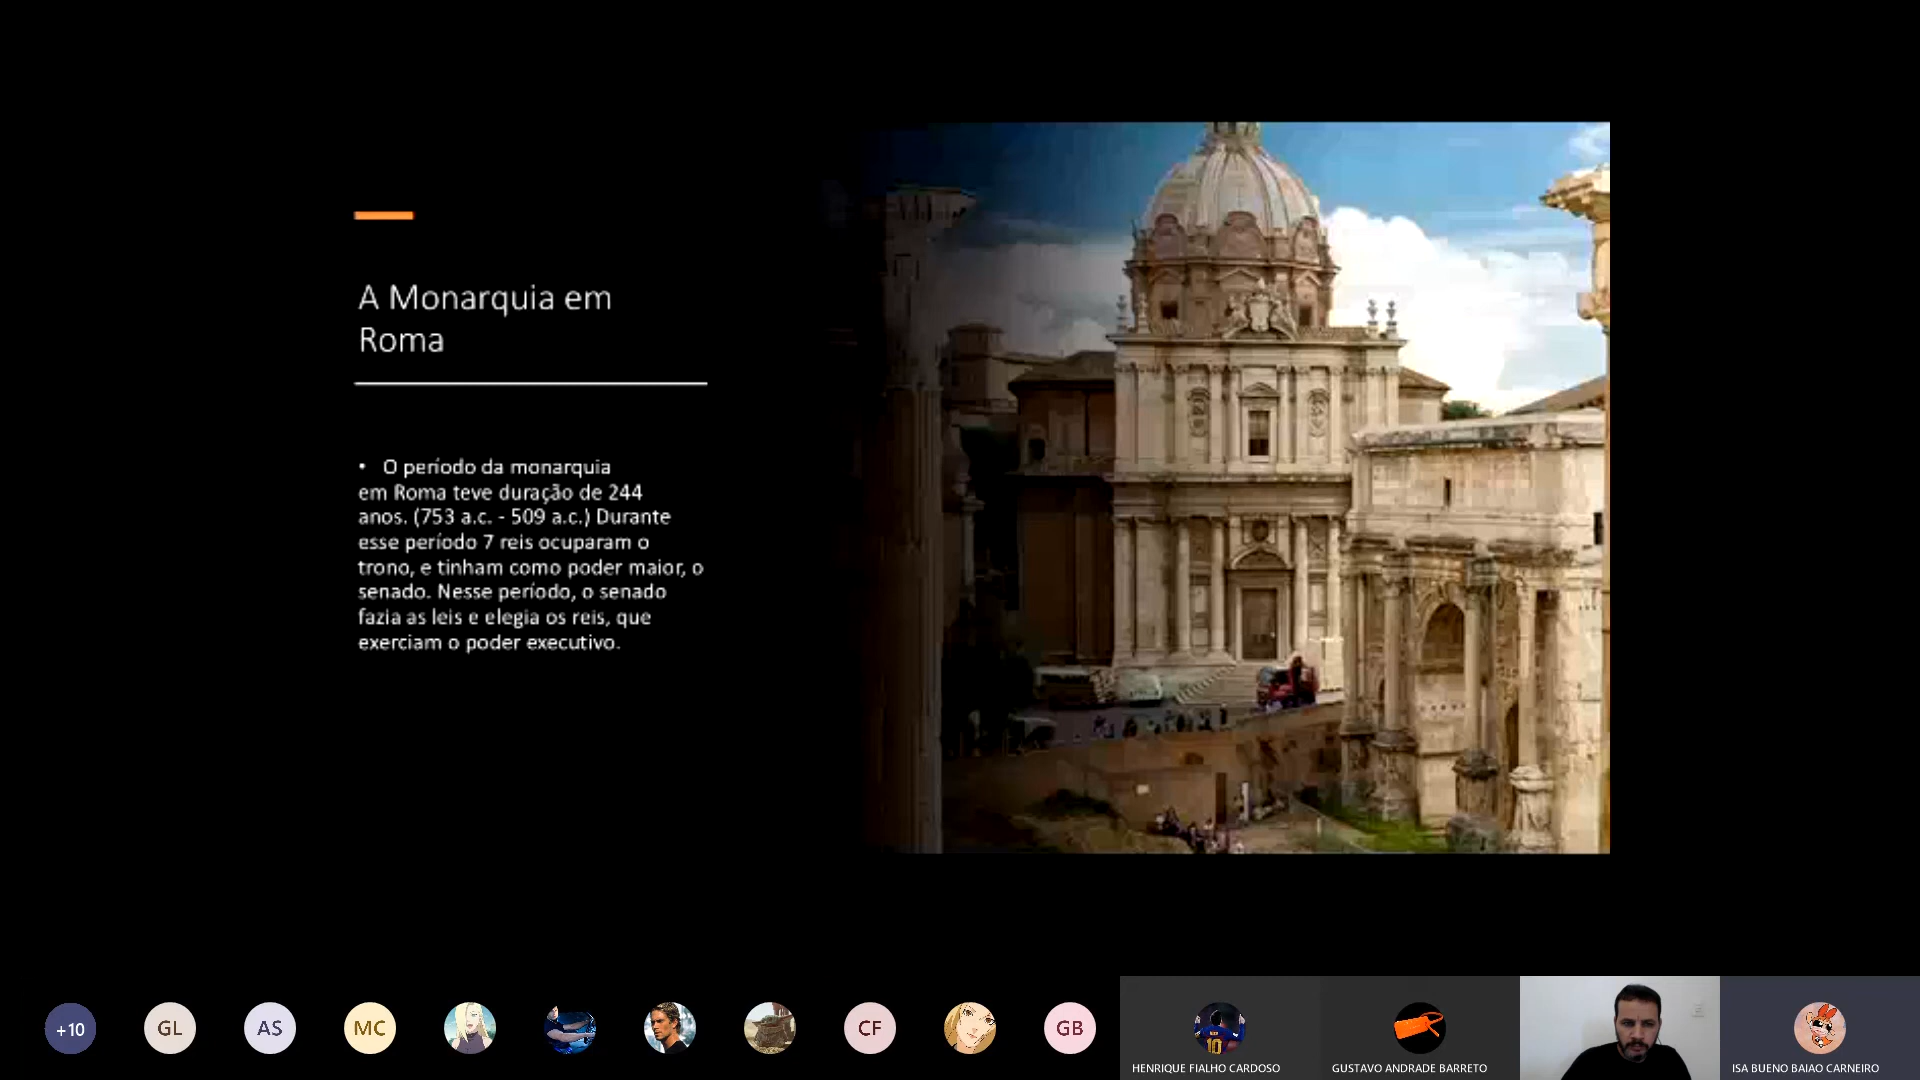 A Monarquia em
Roma
• O período da monarquia
em Roma teve duração de 244
anos. (753 a.c. - 509 a.c.) Durante
esse período 7 reis ocuparam o
trono, e tinham como poder maior, o
senado. Nesse período, o senado
fazia as leis e elegia os reis, que
exerciam o poder executivo.
+10
GL
AS
MC
CF
GB
10
HENRIQUE FIALHO CARDOSO
GUSTAVO ANDRADE BARRETO
ISA BUENO BAIAO CARNEIRO